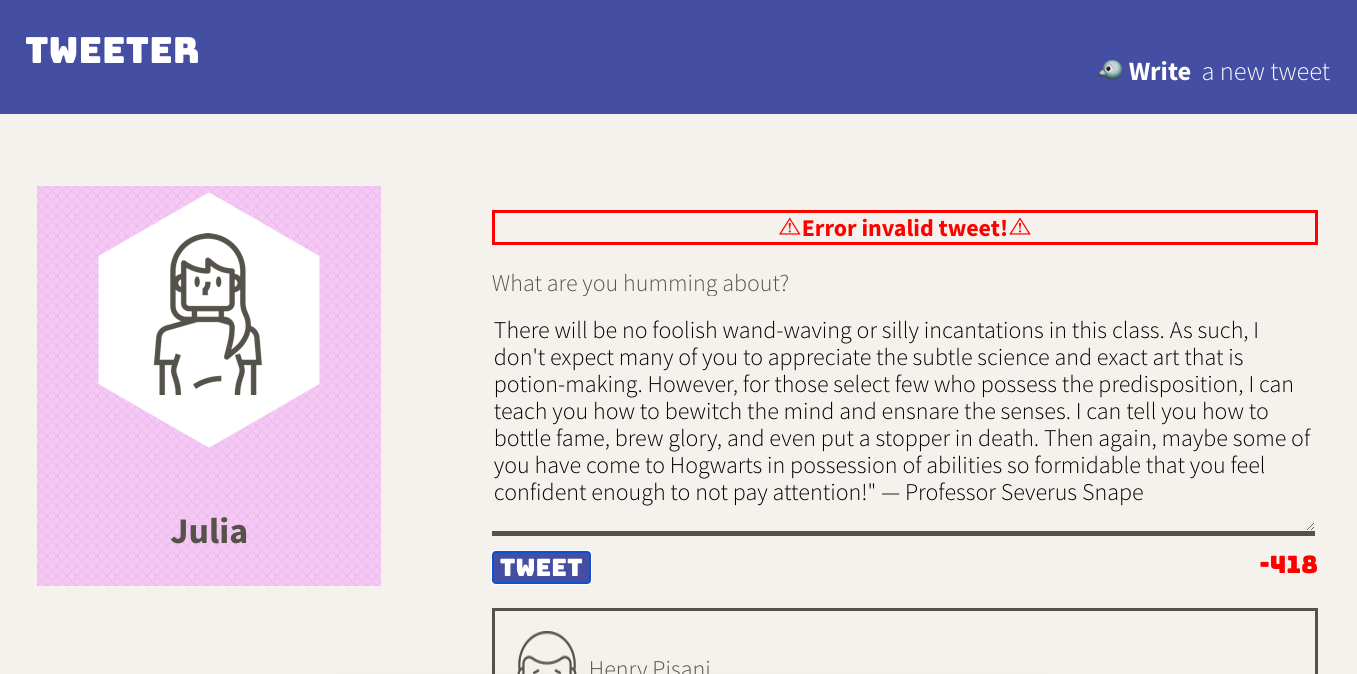 TWEETER
Write a new tweet
⚠Error invalid tweet!⚠
What are you humming about?
There will be no foolish wand-waving or silly incantations in this class. As such, I
don't expect many of you to appreciate the subtle science and exact art that is
potion-making. However, for those select few who possess the predisposition, I can
teach you how to bewitch the mind and ensnare the senses. I can tell you how to
bottle fame, brew glory, and even put a stopper in death. Then again, maybe some of
you have come to Hogwarts in possession of abilities so formidable that you feel
confident enough to not pay attention!" — Professor Severus Snape
Julia
TWEET
-418
Henry Pisani